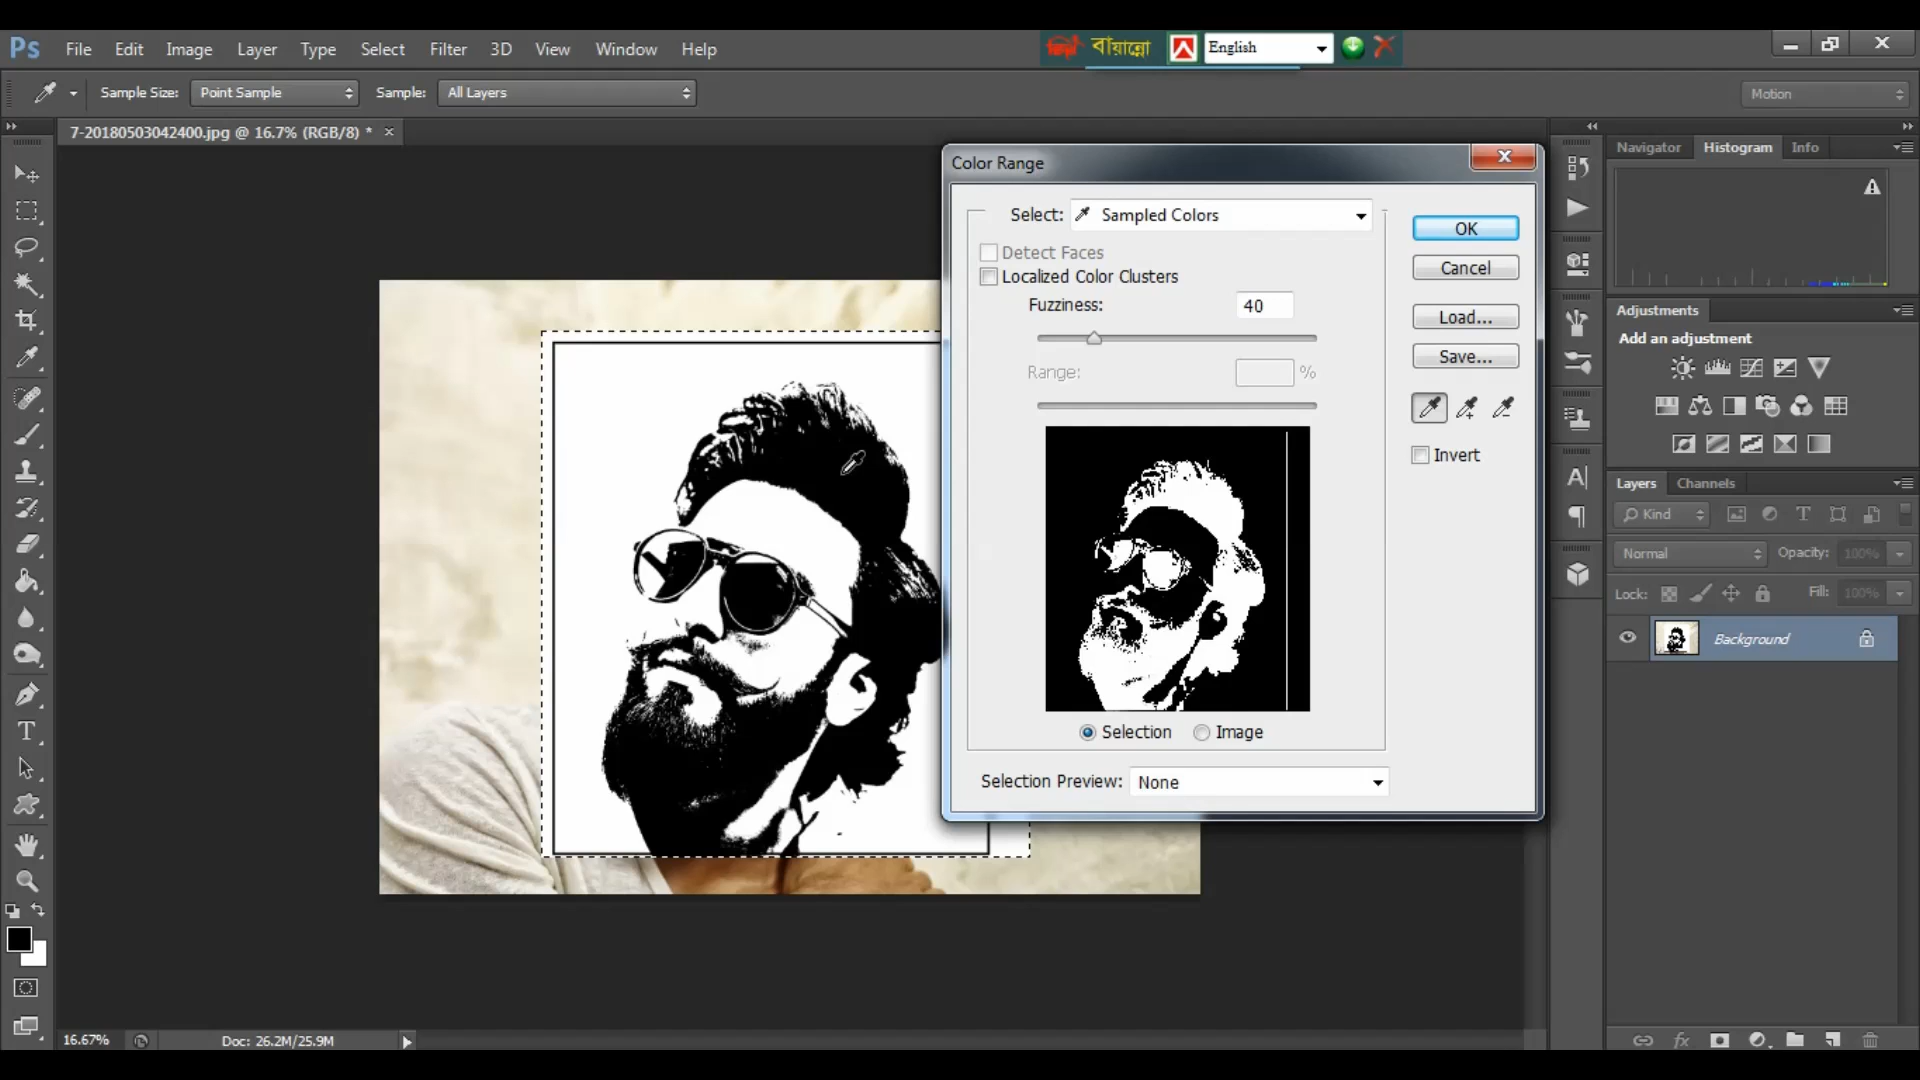 Ps File Edit Image Layer Type Select Filter 3D View Window Help
বায়ান্নো English
Sample Size: Point Sample Sample: All Layers
Motion
7-20180503042400.jpg @ 16.7% (RGB/8) *
Color Range
Select: Sampled Colors
Detect Faces
Localized Color Clusters
Fuzziness: 40
Range: %
Selection Image
Selection Preview: None
OK
Cancel
Load...
Save...
Invert
Navigator Histogram Info
Adjustments
Add an adjustment
Layers Channels
Kind
Normal Opacity: 100%
Lock: Fill: 100%
Background
16.67% Doc: 26.2M/25.9M